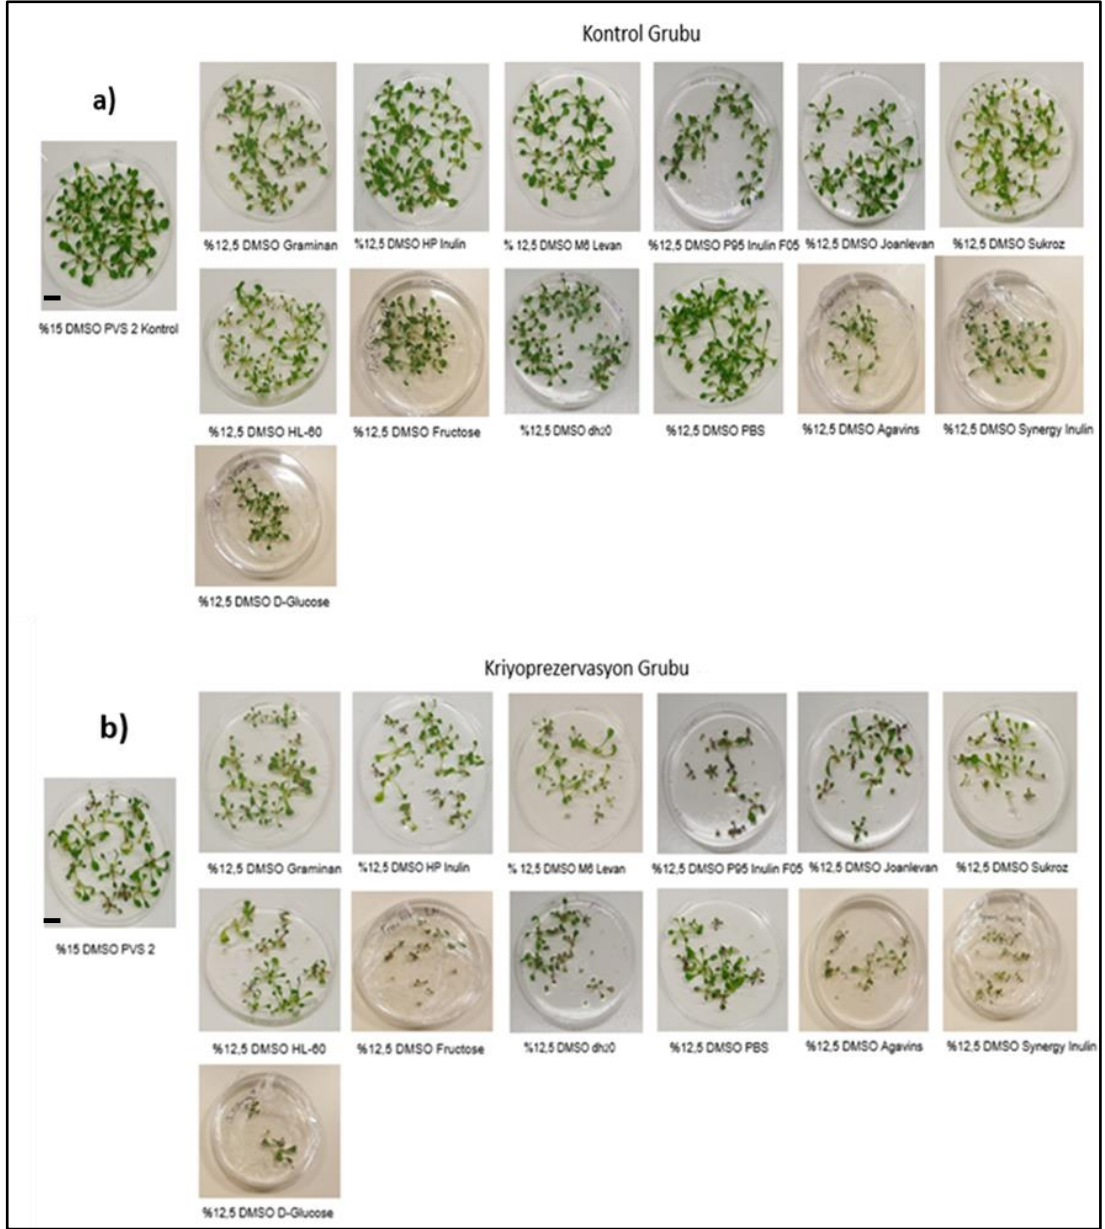 Kontrol Grubu
a)
%15 DMSO PVS 2 Kontrol
%12,5 DMSO Graminan
%12,5 DMSO HP Inulin
% 12,5 DMSO M6 Levan
%12,5 DMSO P95 Inulin F05
%12,5 DMSO Joanlevan
%12,5 DMSO Sukroz
%12,5 DMSO HL-60
%12,5 DMSO Fructose
%12,5 DMSO dh20
%12,5 DMSO PBS
%12,5 DMSO Agavins
%12,5 DMSO Synergy Inulin
%12,5 DMSO D-Glucose
Kriyoprezervasyon Grubu
b)
%15 DMSO PVS 2
%12,5 DMSO Graminan
%12,5 DMSO HP Inulin
% 12,5 DMSO M6 Levan
%12,5 DMSO P95 Inulin F05
%12,5 DMSO Joanlevan
%12,5 DMSO Sukroz
%12,5 DMSO HL-60
%12,5 DMSO Fructose
%12,5 DMSO dh20
%12,5 DMSO PBS
%12,5 DMSO Agavins
%12,5 DMSO Synergy Inulin
%12,5 DMSO D-Glucose